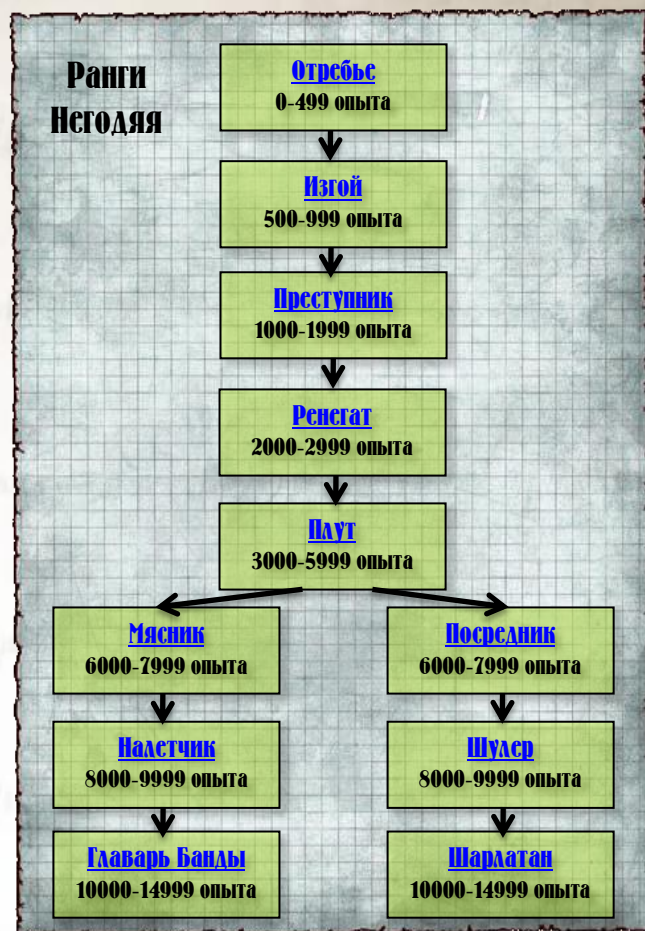 Ранги
Негодяя
Отребье
0-499 опыта
Изгой
500-999 опыта
Преступник
1000-1999 опыта
Ренегат
2000-2999 опыта
Плут
3000-5999 опыта
Мясник
6000-7999 опыта
Посредник
6000-7999 опыта
Налетчик
8000-9999 опыта
Шулер
8000-9999 опыта
Главарь Банды
10000-14999 опыта
Шарлатан
10000-14999 опыта